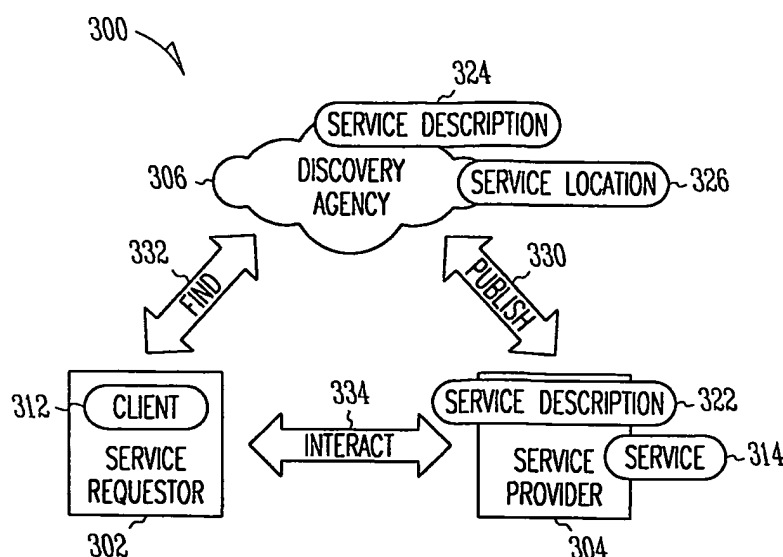 300
324
SERVICE DESCRIPTION
306
DISCOVERY
AGENCY
SERVICE LOCATION
326
332
FIND
330
PUBLISH
312
CLIENT
SERVICE
REQUESTOR
302
334
INTERACT
SERVICE DESCRIPTION
322
SERVICE
PROVIDER
SERVICE
314
304